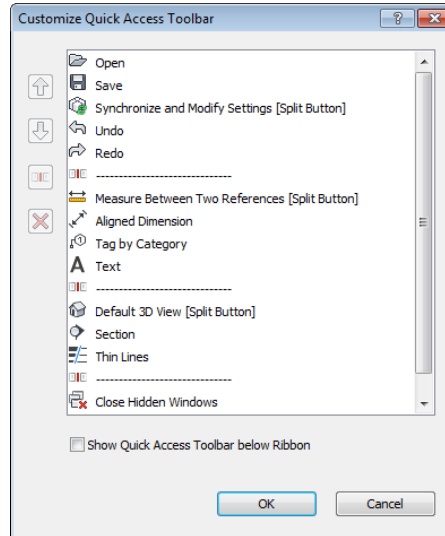 Customize Quick Access Toolbar
Open
Save
Synchronize and Modify Settings [Split Button]
Undo
Redo
------------------------------
Measure Between Two References [Split Button]
Aligned Dimension
Tag by Category
Text
------------------------------
Default 3D View [Split Button]
Section
Thin Lines
------------------------------
Close Hidden Windows
Show Quick Access Toolbar below Ribbon
OK
Cancel